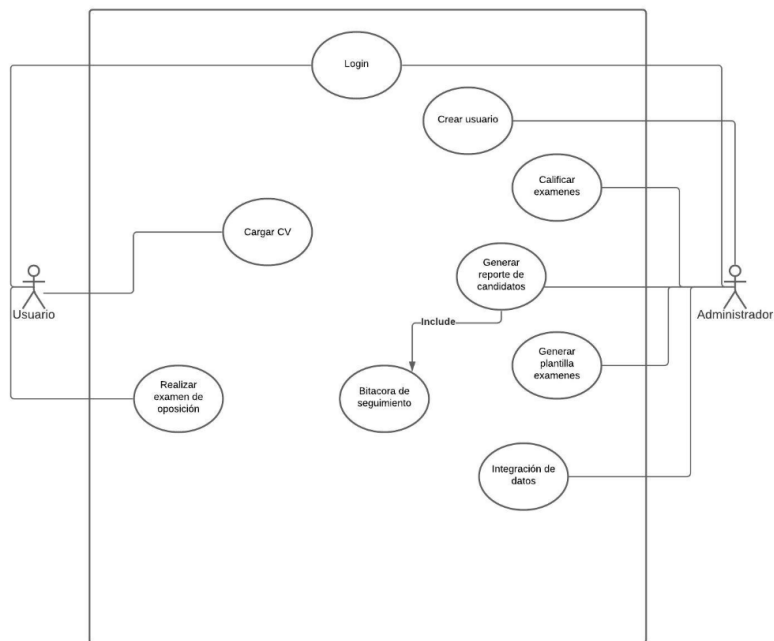 Login
Crear usuario
Calificar
examenes
Cargar CV
Generar
reporte de
candidatos
Usuario
Administrador
Include
Generar
plantilla
examenes
Realizar
examen de
oposición
Bitacora de
seguimiento
Integración de
datos